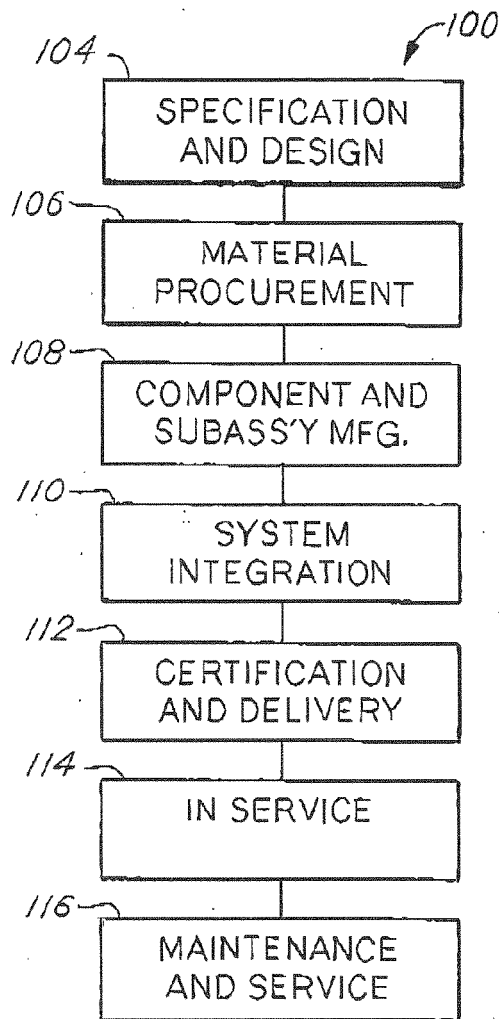 100
104
SPECIFICATION
AND DESIGN
106
MATERIAL
PROCUREMENT
108
COMPONENT AND
SUBASS'Y MFG.
110
SYSTEM
INTEGRATION
112
CERTIFICATION
AND DELIVERY
114
IN SERVICE
116
MAINTENANCE
AND SERVICE